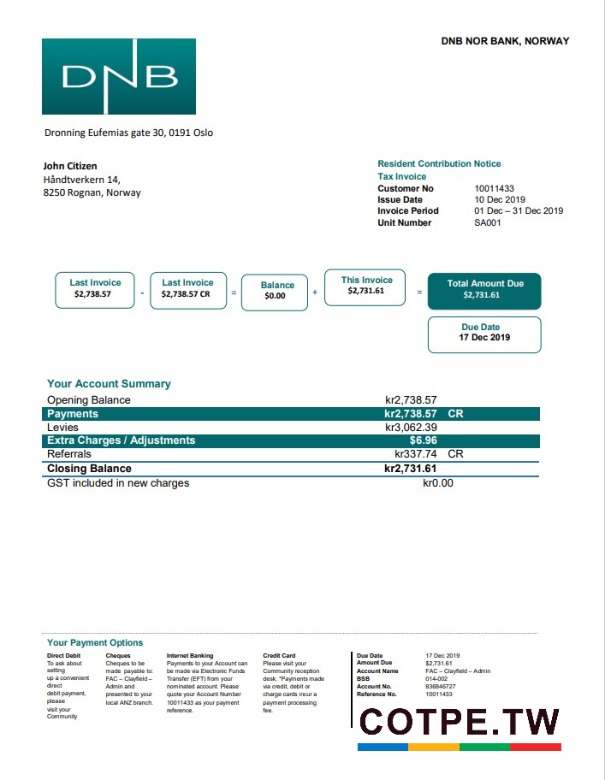 DNB NOR BANK, NORWAY
DNB
Dronning Eufemias gate 30, 0191 Oslo
John Citizen
Håndtverkern 14,
8250 Rognan, Norway
Resident Contribution Notice
Tax Invoice
Customer No 10011433
Issue Date 10 Dec 2019
Invoice Period 01 Dec – 31 Dec 2019
Unit Number SA001
Last Invoice
$2,738.57
-
Last Invoice
$2,738.57 CR
=
Balance
$0.00
+
This Invoice
$2,731.61
=
Total Amount Due
$2,731.61
Due Date
17 Dec 2019
Your Account Summary
Opening Balance kr2,738.57
Payments kr2,738.57 CR
Levies kr3,062.39
Extra Charges / Adjustments $6.96
Referrals kr337.74 CR
Closing Balance kr2,731.61
GST included in new charges kr0.00
Your Payment Options
Direct Debit
To ask about
setting
up a convenient
direct
debit payment,
please
visit your
Community
Cheques
Cheques to be
made payable to:
FAC – Clayfield –
Admin and
presented to your
local ANZ branch.
Internet Banking
Payments to your Account can
be made via Electronic Funds
Transfer (EFT) from your
nominated account. Please
quote your Account Number
10011433 as your payment
reference.
Credit Card
Please visit your
Community reception
desk. *Payments made
via credit, debit or
charge cards incur a
payment processing
fee.
Due Date 17 Dec 2019
Amount Due $2,731.61
Account Name FAC – Clayfield – Admin
BSB 014-002
Account No. 836846727
Reference No. 10011433
COTPE.TW